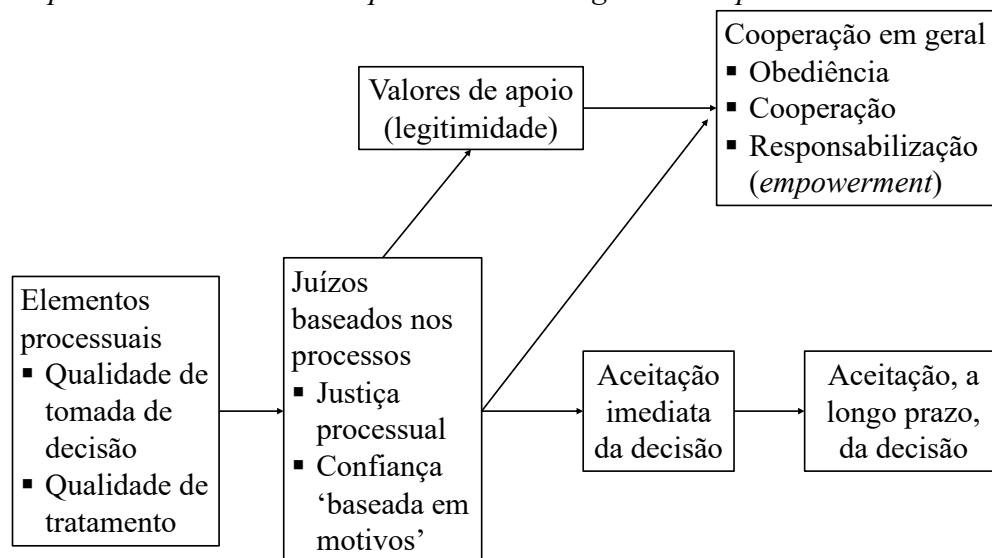 Cooperação em geral
▪ Obediência
▪ Cooperação
▪ Responsabilização
(empowerment)
Valores de apoio
(legitimidade)
Elementos
processuais
▪ Qualidade de
tomada de
decisão
▪ Qualidade de
tratamento
Juízos
baseados nos
processos
▪ Justiça
processual
▪ Confiança
‘baseada em
motivos’
Aceitação
imediata
da decisão
Aceitação, a
longo prazo,
da decisão